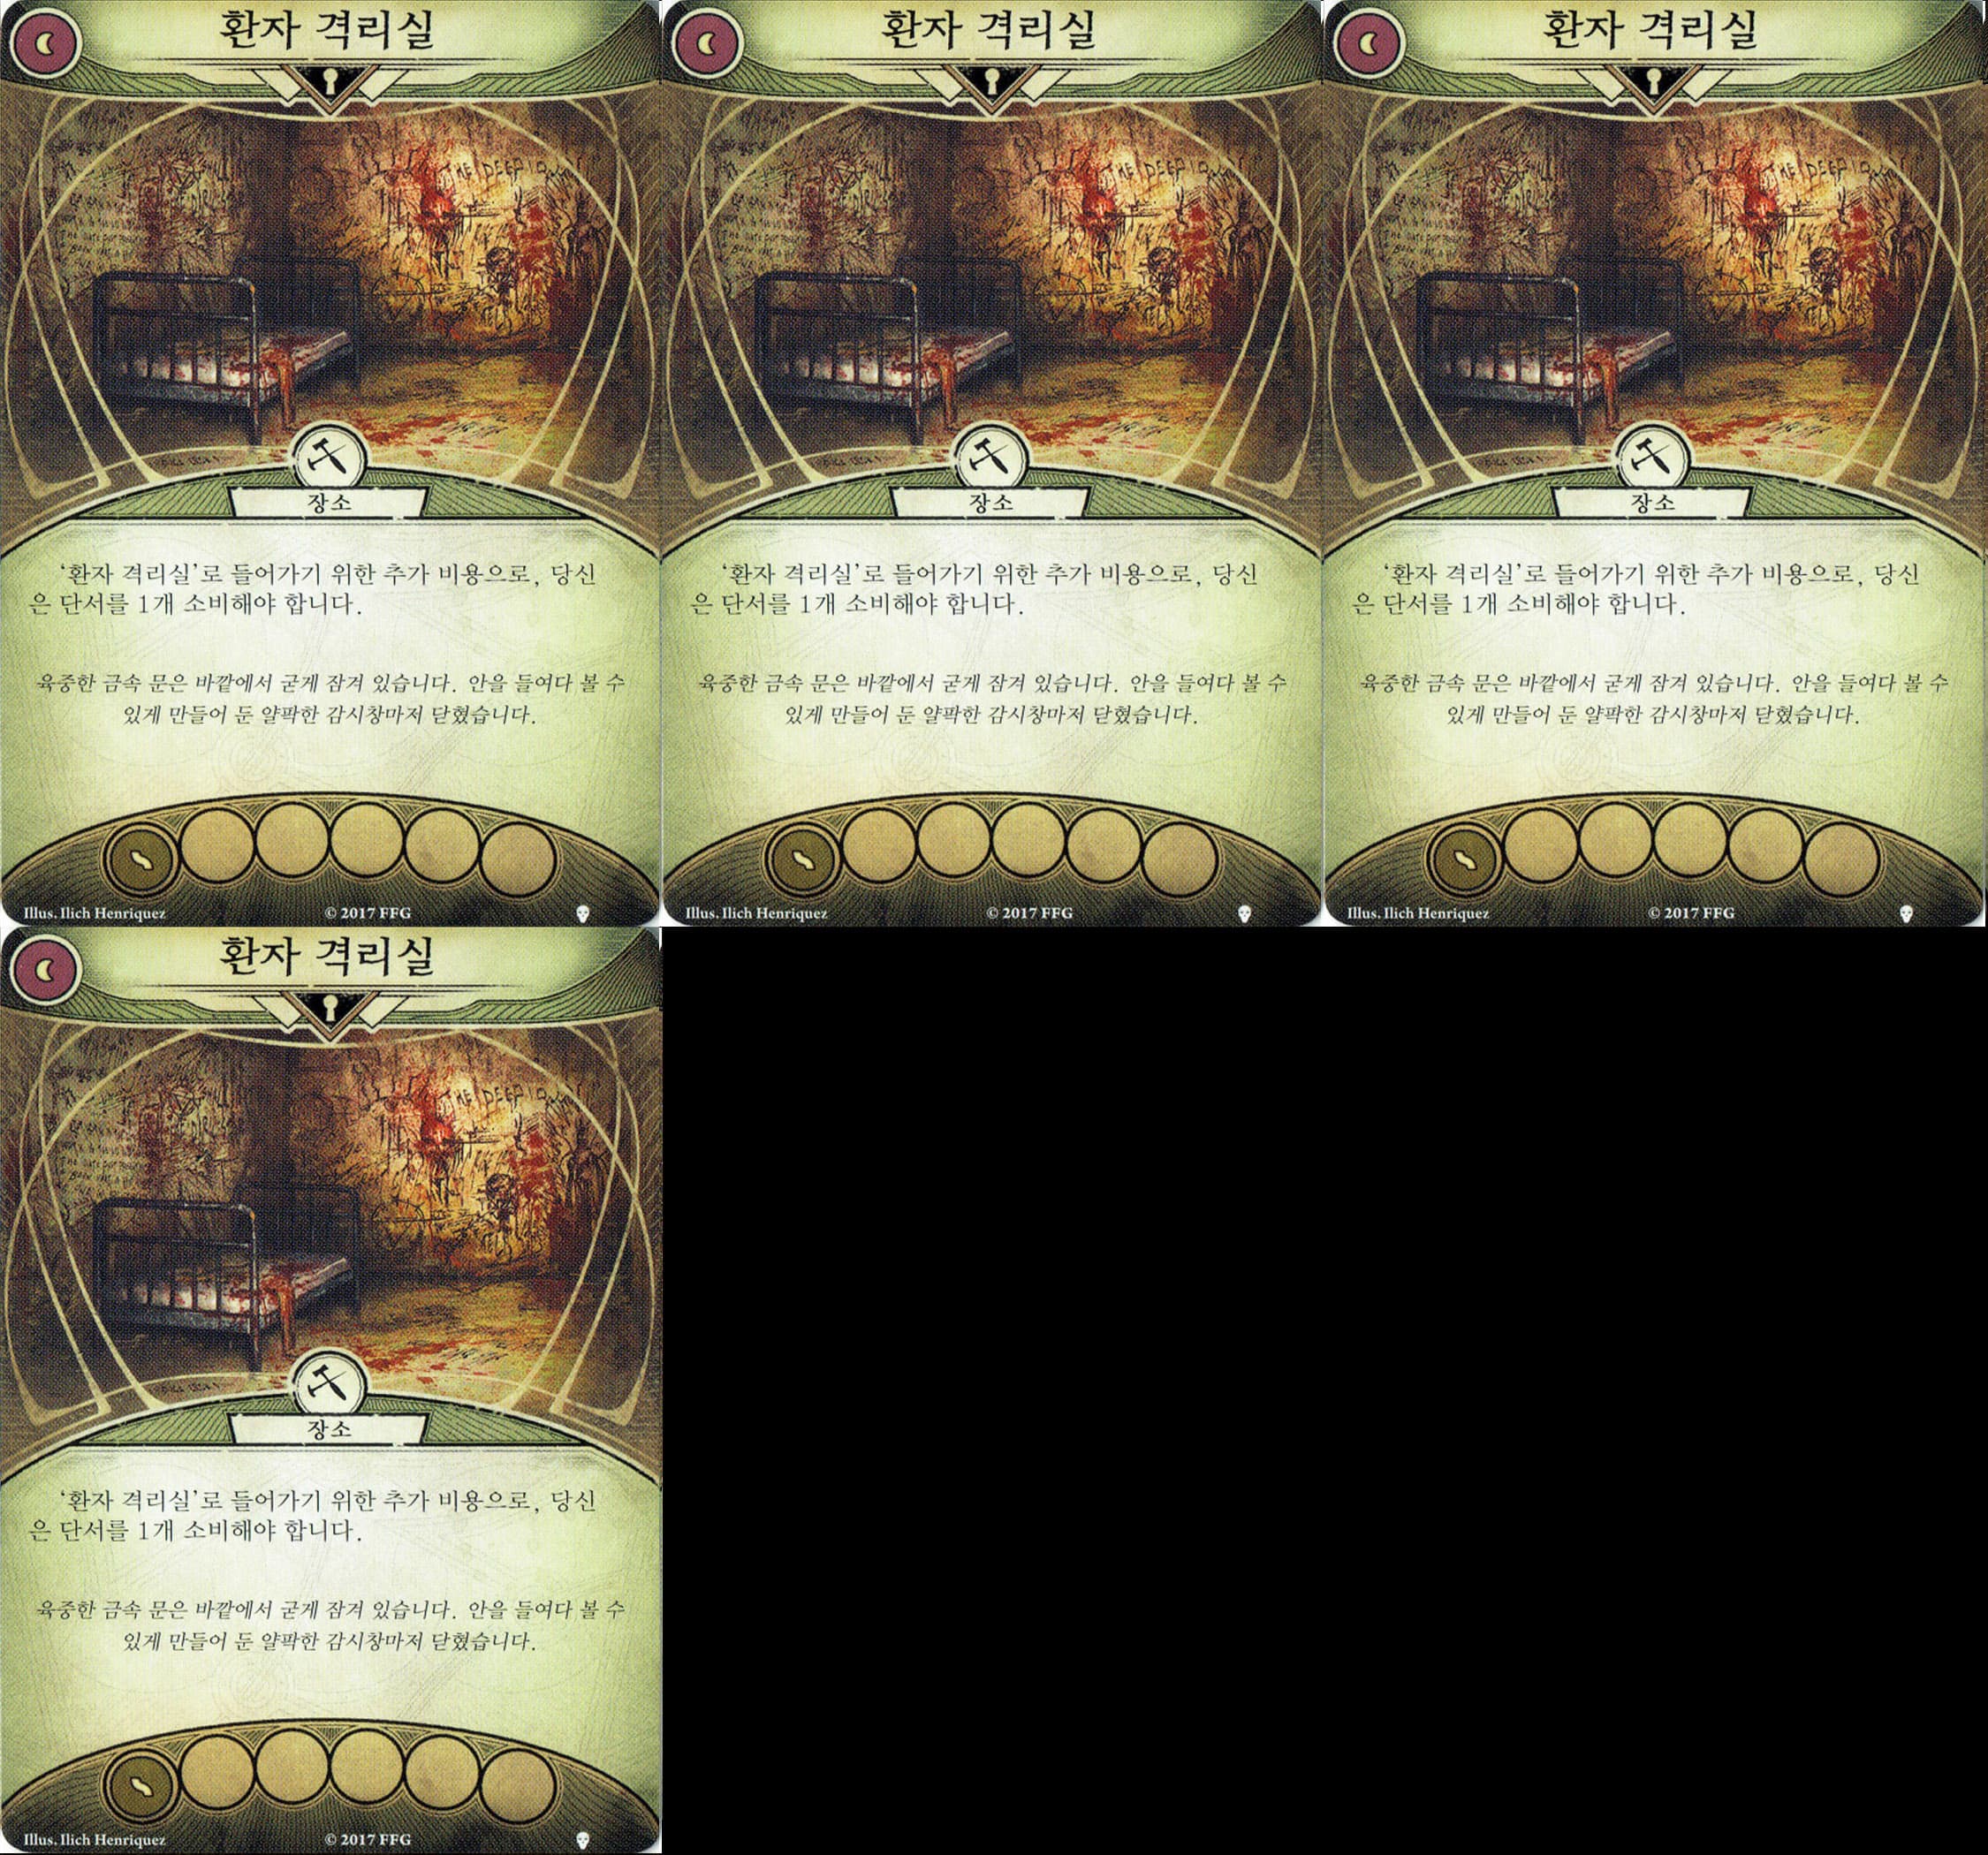 환자 격리실
THE DEEP
장소
‘환자 격리실’로 들어가기 위한 추가 비용으로, 당신
은 단서를 1개 소비해야 합니다.
육중한 금속 문은 바깥에서 굳게 잠겨 있습니다. 안을 들여다 볼 수
있게 만들어 둔 얄팍한 감시창마저 닫혔습니다.
Illus. Ilich Henriquez
© 2017 FFG
환자 격리실
THE DEEP
장소
‘환자 격리실’로 들어가기 위한 추가 비용으로, 당신
은 단서를 1개 소비해야 합니다.
육중한 금속 문은 바깥에서 굳게 잠겨 있습니다. 안을 들여다 볼 수
있게 만들어 둔 얄팍한 감시창마저 닫혔습니다.
Illus. Ilich Henriquez
© 2017 FFG
환자 격리실
THE DEEP
장소
‘환자 격리실’로 들어가기 위한 추가 비용으로, 당신
은 단서를 1개 소비해야 합니다.
육중한 금속 문은 바깥에서 굳게 잠겨 있습니다. 안을 들여다 볼 수
있게 만들어 둔 얄팍한 감시창마저 닫혔습니다.
Illus. Ilich Henriquez
© 2017 FFG
환자 격리실
THE DEEP
장소
‘환자 격리실’로 들어가기 위한 추가 비용으로, 당신
은 단서를 1개 소비해야 합니다.
육중한 금속 문은 바깥에서 굳게 잠겨 있습니다. 안을 들여다 볼 수
있게 만들어 둔 얄팍한 감시창마저 닫혔습니다.
Illus. Ilich Henriquez
© 2017 FFG